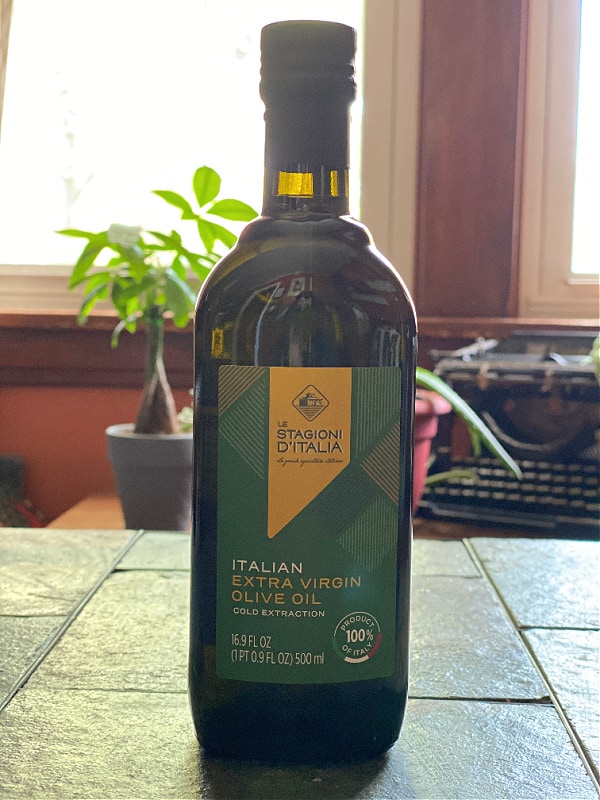 LE
STAGIONI
D'ITALIA
ITALIAN
EXTRA VIRGIN
OLIVE OIL
COLD EXTRACTION
16.9 FL OZ
(1 PT 0.9 FL OZ) 500 ml
PRODUCT
100%
OF ITALY